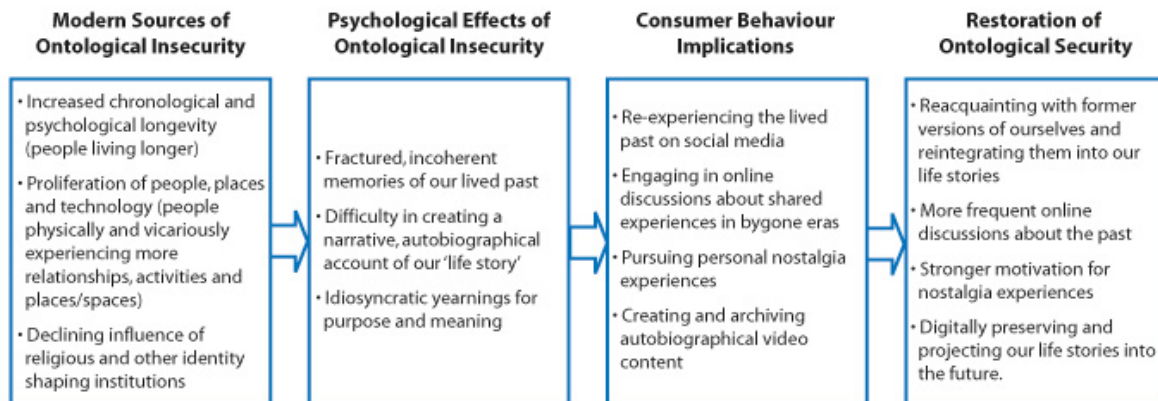 Modern Sources of
Ontological Insecurity
• Increased chronological and
psychological longevity
(people living longer)
• Proliferation of people, places
and technology (people
physically and vicariously
experiencing more
relationships, activities and
places/spaces)
• Declining influence of
religious and other identity
shaping institutions
Psychological Effects of
Ontological Insecurity
• Fractured, incoherent
memories of our lived past
• Difficulty in creating a
narrative, autobiographical
account of our ‘life story’
• Idiosyncratic yearnings for
purpose and meaning
Consumer Behaviour
Implications
• Re-experiencing the lived
past on social media
• Engaging in online
discussions about shared
experiences in bygone eras
• Pursuing personal nostalgia
experiences
• Creating and archiving
autobiographical video
content
Restoration of
Ontological Security
• Reacquainting with former
versions of ourselves and
reintegrating them into our
life stories
• More frequent online
discussions about the past
• Stronger motivation for
nostalgia experiences
• Digitally preserving and
projecting our life stories into
the future.